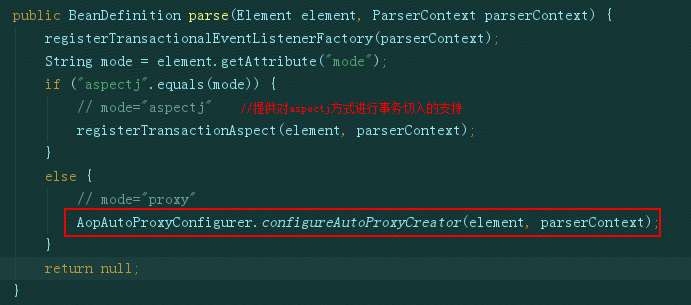 public BeanDefinition parse(Element element, ParserContext parserContext) {
registerTransactionalEventListenerFactory(parserContext);
String mode = element.getAttribute("mode");
if ("aspectj".equals(mode)) {
// mode="aspectj" //提供对aspectj方式进行事务切入的支持
registerTransactionAspect(element, parserContext);
}
else {
// mode="proxy"
AopAutoProxyConfigurer.configureAutoProxyCreator(element, parserContext);
}
return null;
}